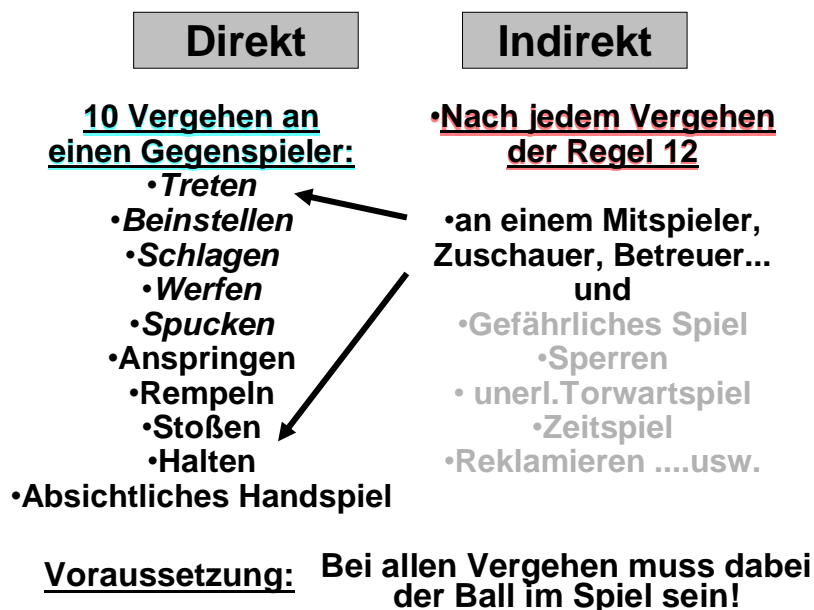 Direkt
10 Vergehen an
einen Gegenspieler:
•Treten
•Beinstellen
•Schlagen
•Werfen
•Spucken
•Anspringen
•Rempeln
•Stoßen
•Halten
•Absichtliches Handspiel
Indirekt
•Nach jedem Vergehen
der Regel 12
•an einem Mitspieler,
Zuschauer, Betreuer...
und
•Gefährliches Spiel
•Sperren
• unerl.Torwartspiel
•Zeitspiel
•Reklamieren ....usw.
Voraussetzung:
Bei allen Vergehen muss dabei
der Ball im Spiel sein!